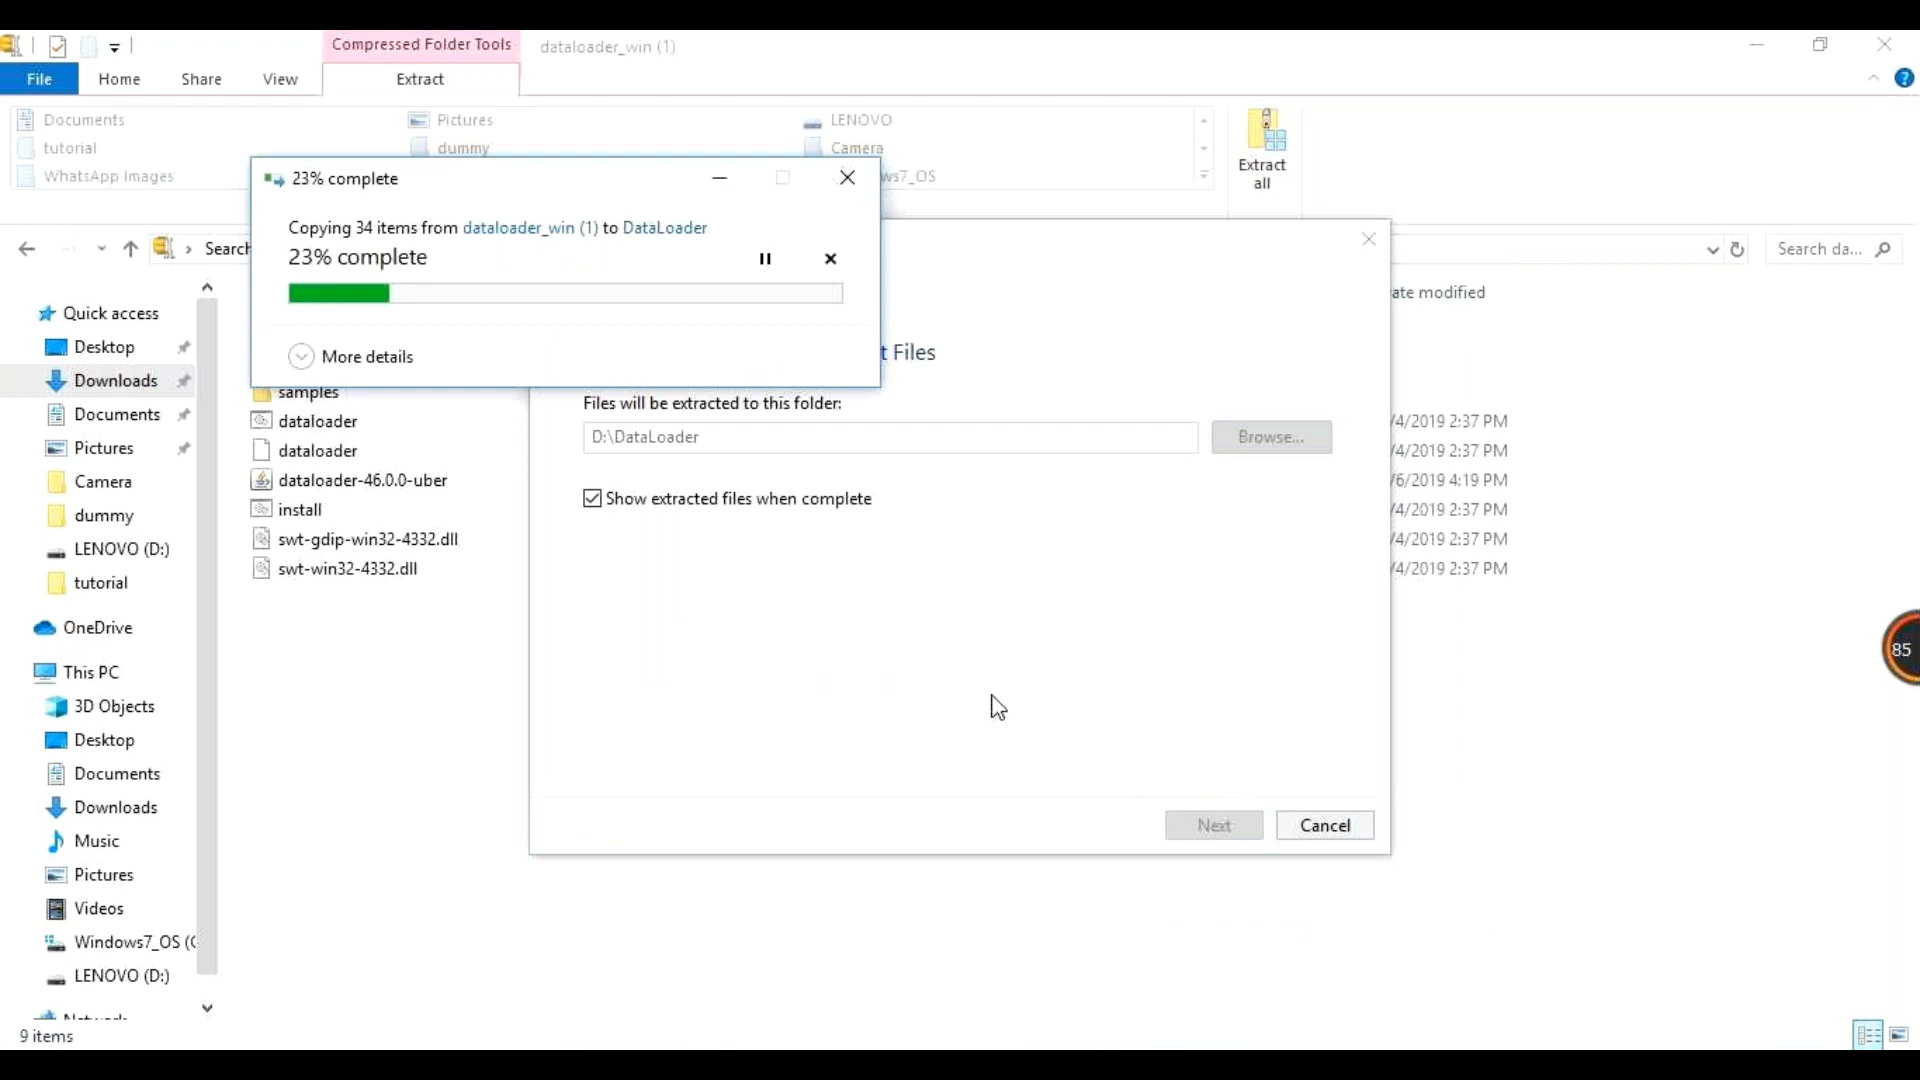 Compressed Folder Tools
dataloader_win (1)
File
Home
Share
View
Extract
?
Documents
Pictures
LENOVO
tutorial
dummy
Camera
WhatsApp Images
ws7_OS
Extract
all
23% complete
Copying 34 items from dataloader_win (1) to DataLoader
23% complete
More details
Search
Search da...
ate modified
t Files
Files will be extracted to this folder:
D:\DataLoader
Browse...
Show extracted files when complete
Next
Cancel
Quick access
Desktop
Downloads
Documents
Pictures
Camera
dummy
LENOVO (D:)
tutorial
OneDrive
This PC
3D Objects
Desktop
Documents
Downloads
Music
Pictures
Videos
Windows7_OS (C
LENOVO (D:)
samples
dataloader
/4/2019 2:37 PM
dataloader
/4/2019 2:37 PM
dataloader-46.0.0-uber
/6/2019 4:19 PM
install
/4/2019 2:37 PM
swt-gdip-win32-4332.dll
/4/2019 2:37 PM
swt-win32-4332.dll
/4/2019 2:37 PM
85
9 items